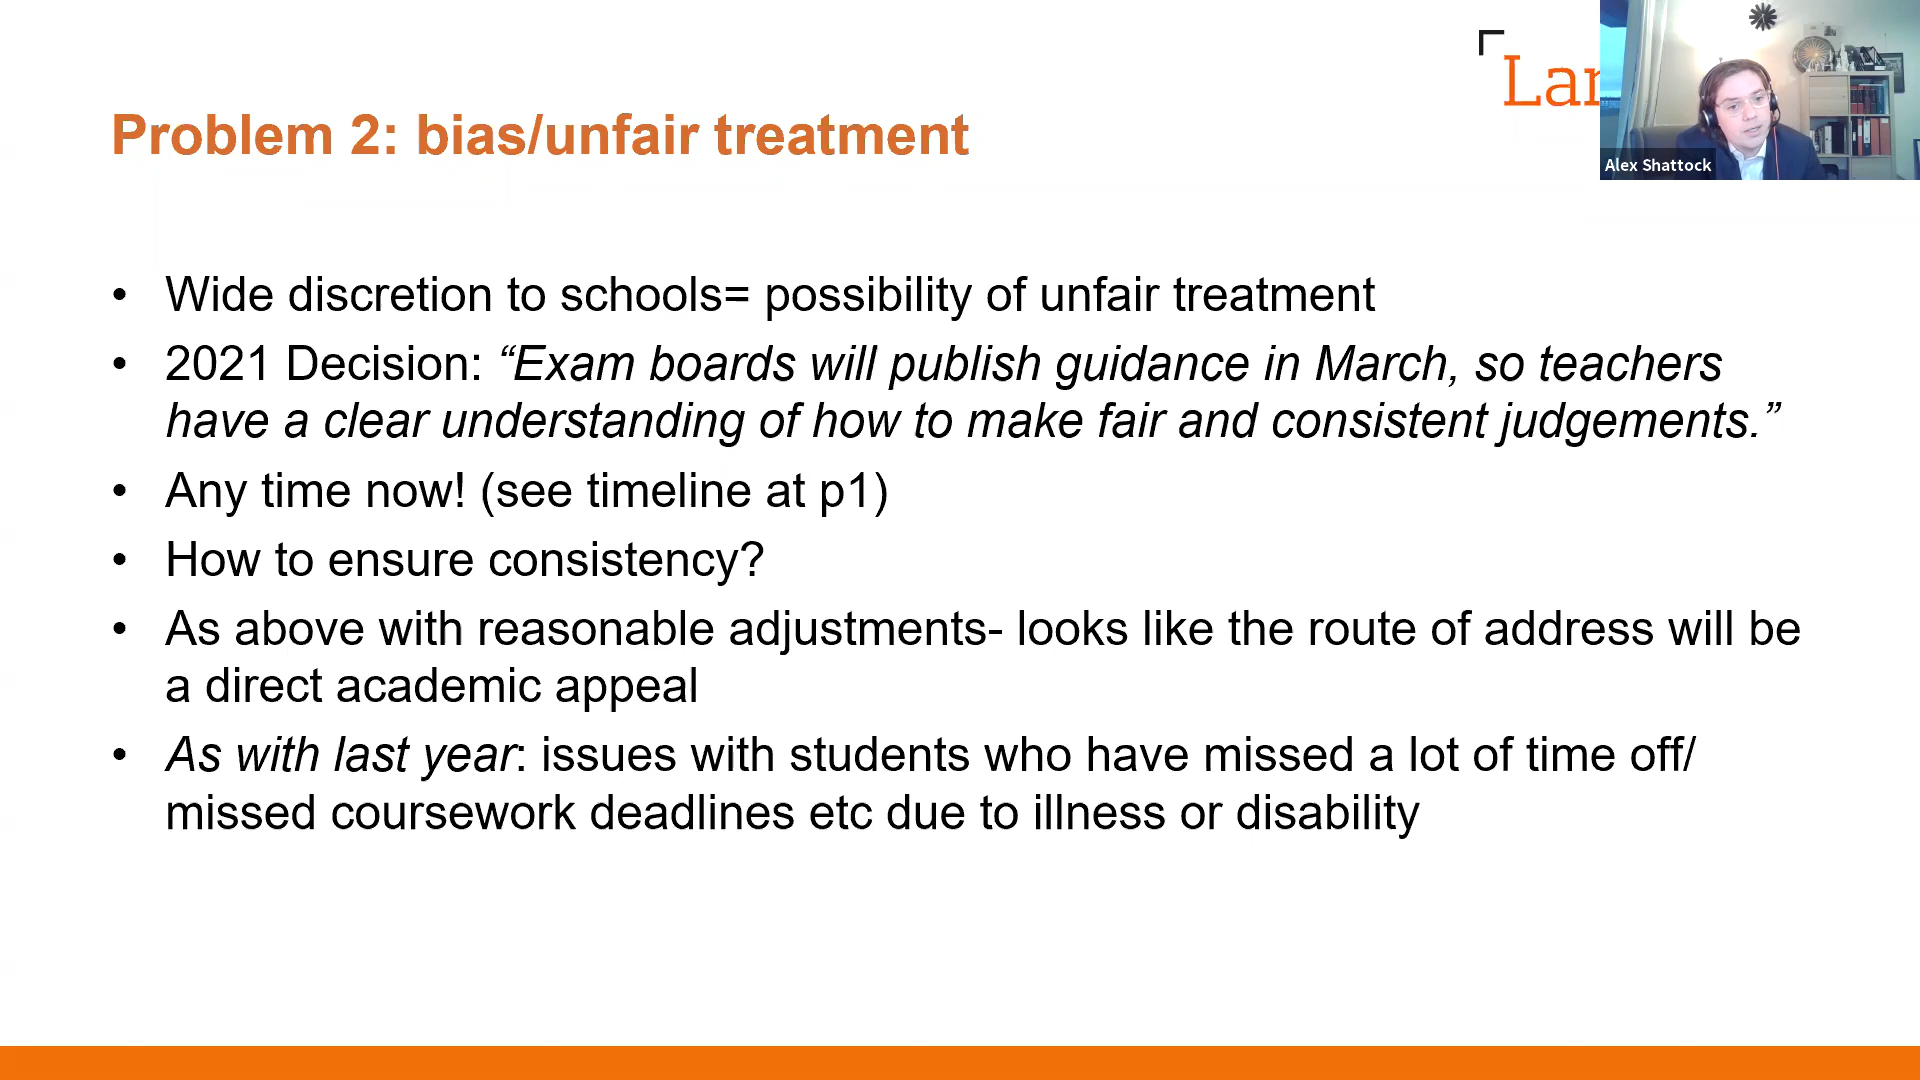 Lar
Alex Shattock
Problem 2: bias/unfair treatment
• Wide discretion to schools= possibility of unfair treatment
• 2021 Decision: “Exam boards will publish guidance in March, so teachers
have a clear understanding of how to make fair and consistent judgements.”
• Any time now! (see timeline at p1)
• How to ensure consistency?
• As above with reasonable adjustments- looks like the route of address will be
a direct academic appeal
• As with last year: issues with students who have missed a lot of time off/
missed coursework deadlines etc due to illness or disability